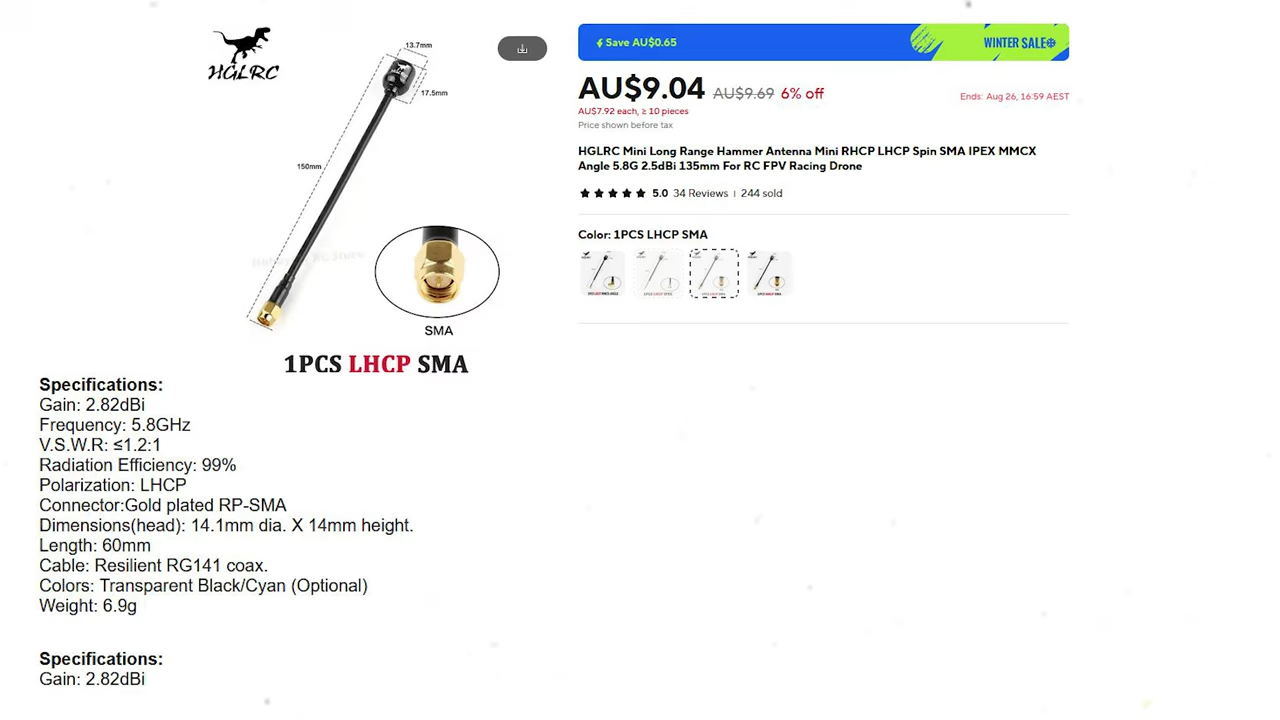 HGLRC
13.7mm
17.5mm
150mm
SMA
1PCS LHCP SMA
Save AU$0.65
WINTER SALE
AU$9.04 AU$9.69 6% off
Ends: Aug 26, 16:59 AEST
AU$7.92 each, ≥ 10 pieces
Price shown before tax
HGLRC Mini Long Range Hammer Antenna Mini RHCP LHCP Spin SMA IPEX MMCX
Angle 5.8G 2.5dBi 135mm For RC FPV Racing Drone
5.0 34 Reviews | 244 sold
Color: 1PCS LHCP SMA
Specifications:
Gain: 2.82dBi
Frequency: 5.8GHz
V.S.W.R: ≤1.2:1
Radiation Efficiency: 99%
Polarization: LHCP
Connector:Gold plated RP-SMA
Dimensions(head): 14.1mm dia. X 14mm height.
Length: 60mm
Cable: Resilient RG141 coax.
Colors: Transparent Black/Cyan (Optional)
Weight: 6.9g
Specifications:
Gain: 2.82dBi